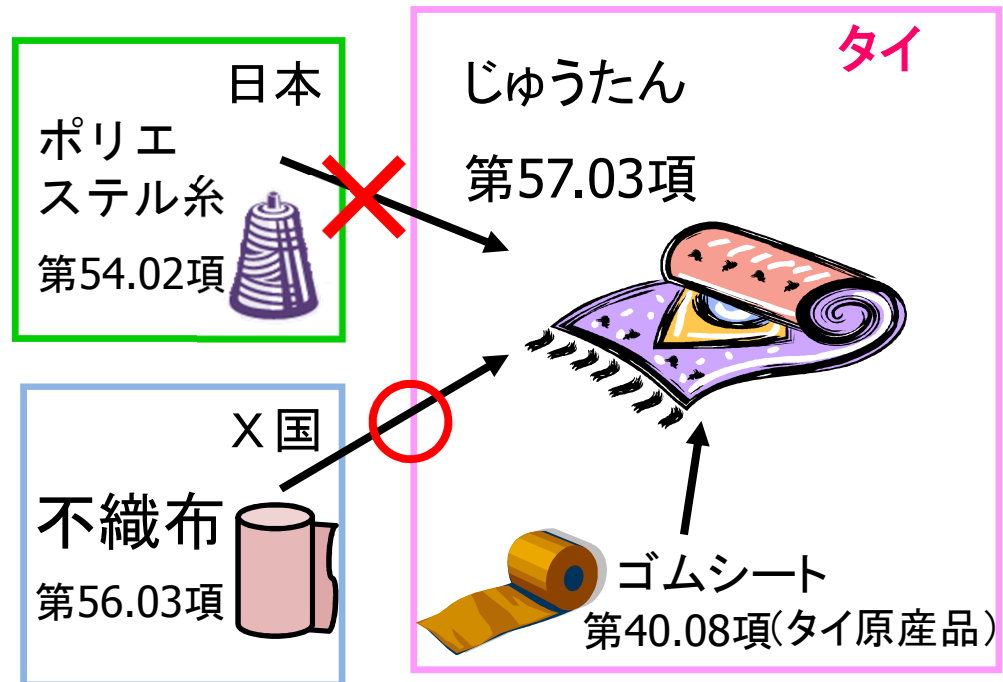 日本
ポリエ
ステル糸
第54.02項
X国
不織布
第56.03項
タイ
じゅうたん
第57.03項
ゴムシート
第40.08項(タイ原産品)